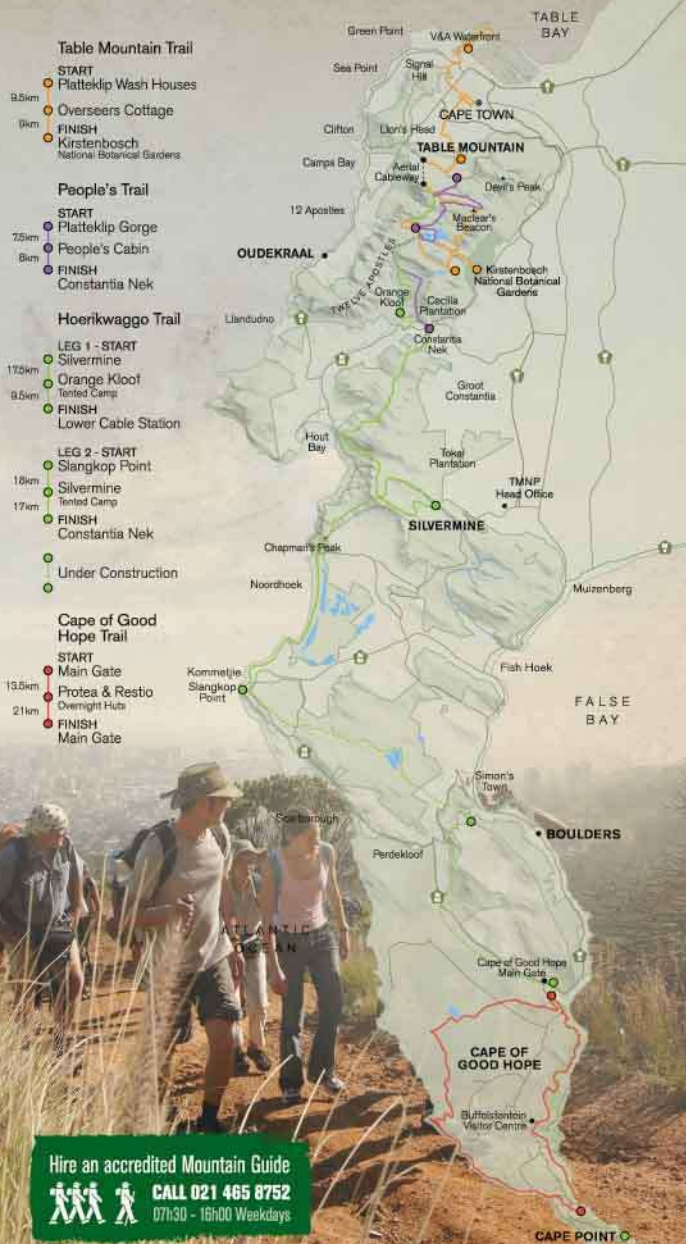 Table Mountain Trail
START
Platteklip Wash Houses
9.5km
Overseers Cottage
9km
FINISH
Kirstenbosch
National Botanical Gardens
People's Trail
START
Platteklip Gorge
7.5km
People's Cabin
8km
FINISH
Constantia Nek
Hoerikwaggo Trail
LEG 1 - START
Silvermine
17.5km
Orange Kloof
Tented Camp
9.5km
FINISH
Lower Cable Station
LEG 2 - START
Slangkop Point
18km
Silvermine
Tented Camp
17km
FINISH
Constantia Nek
Under Construction
Cape of Good
Hope Trail
START
Main Gate
13.5km
Protea & Restio
Overnight Huts
21km
FINISH
Main Gate
TABLE
BAY
Green Point
V&A Waterfront
Sea Point
Signal
Hill
CAPE TOWN
Clifton
Lion's Head
TABLE MOUNTAIN
Camps Bay
Aerial
Cableway
Devil's Peak
12 Apostles
Maclear's
Beacon
OUDEKRAAL
TWELVE APOSTLES
Kirstenbosch
National Botanical
Gardens
Orange
Kloof
Cecilia
Plantation
Llandudno
Constantia
Nek
Groot
Constantia
Hout
Bay
Tokai
Plantation
TMNP
Head Office
SILVERMINE
Chapman's Peak
Noordhoek
Muizenberg
Fish Hoek
Kommetjie
Slangkop
Point
FALSE
BAY
Simon's
Town
Scarborough
BOULDERS
Perdekloof
ATLANTIC
OCEAN
Cape of Good Hope
Main Gate
CAPE OF
GOOD HOPE
Buffelsfontein
Visitor Centre
CAPE POINT
Hire an accredited Mountain Guide
CALL 021 465 8752
07h30 - 16h00 Weekdays